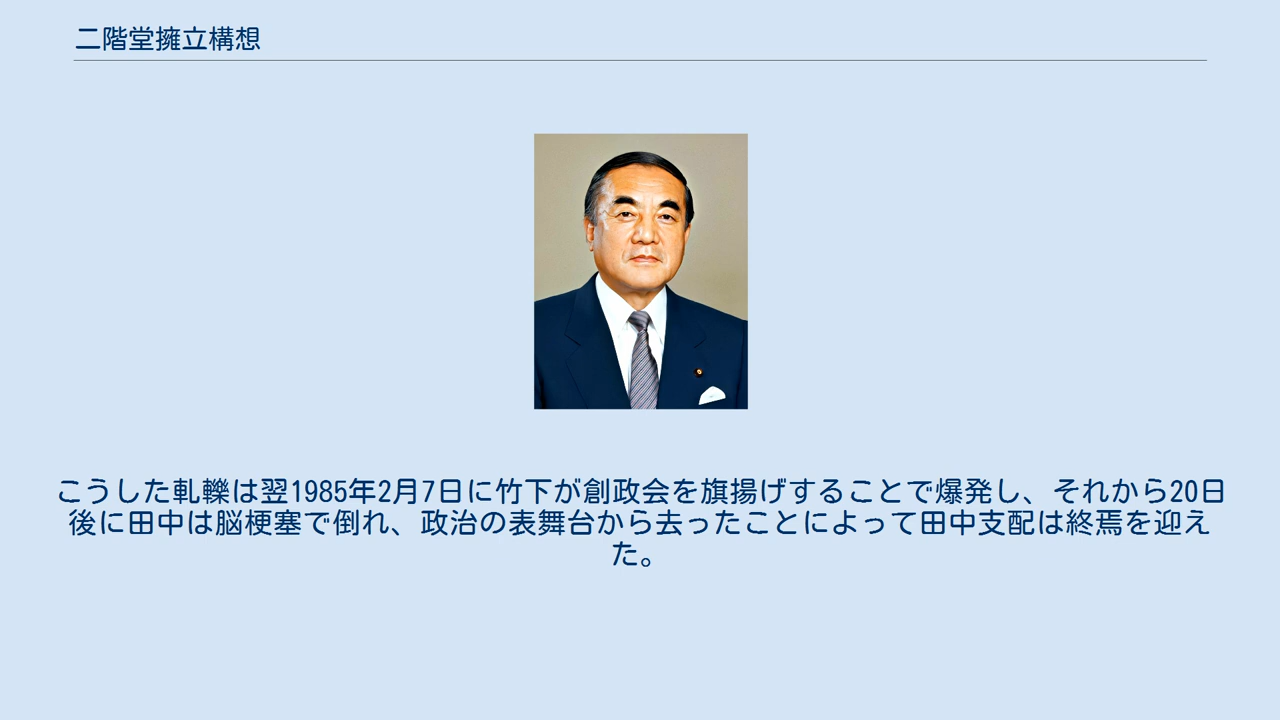 二階堂擁立構想
こうした軋轢は翌1985年2月7日に竹下が創政会を旗揚げすることで爆発し、それから20日
後に田中は脳梗塞で倒れ、政治の表舞台から去ったことによって田中支配は終焉を迎え
た。